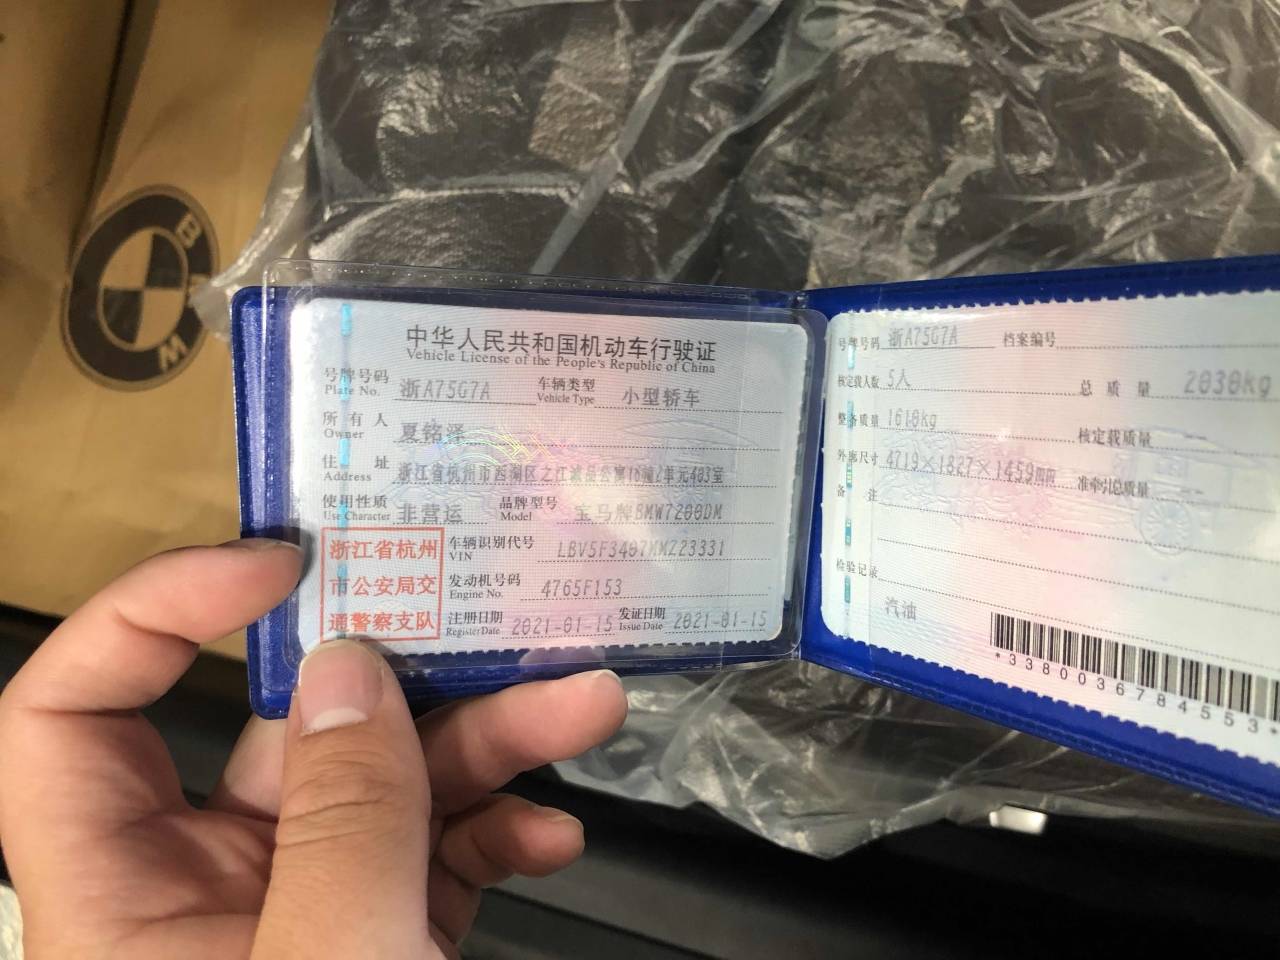 BMW
中华人民共和国机动车行驶证
Vehicle License of the People's Republic of China
号牌号码 浙A75G7A 车辆类型 小型轿车
Plate No. Vehicle Type
所有人 夏铭泽
Owner
住址 浙江省杭州市西湖区之江诚品公寓16幢2单元403室
Address
使用性质 非营运 品牌型号 宝马牌BMW7200DM
Use Character Model
浙江省杭州
市公安局交
通警察支队
车辆识别代号 LBV5F3407MMZ23331
VIN
发动机号码 4765F153
Engine No.
注册日期 2021-01-15 发证日期 2021-01-15
Register Date Issue Date
号牌号码 浙A75G7A 档案编号
核定载人数 5人 总质量 2030kg
整备质量 1610kg 核定载质量
外廓尺寸 4719×1827×1459mm 准牵引总质量
备注
检验记录
汽油
*3380036784553*